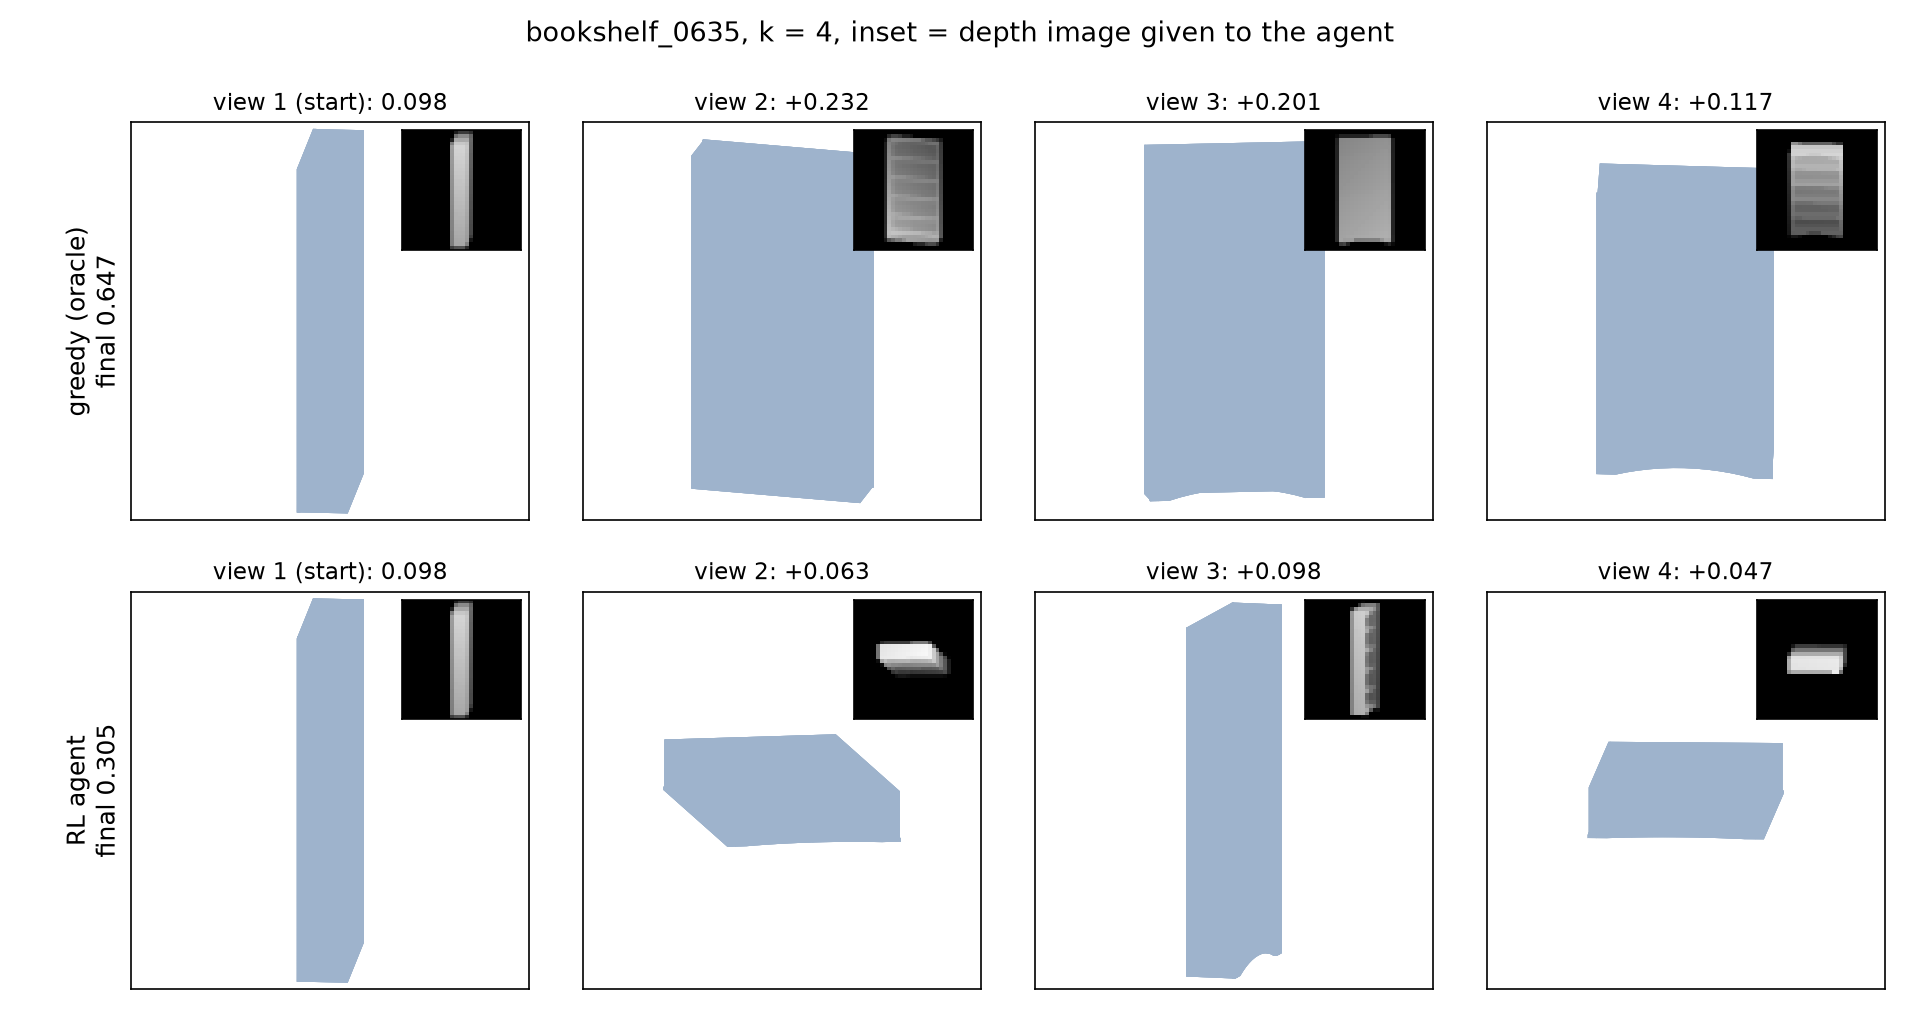 bookshelf_0635, k = 4, inset = depth image given to the agent
greedy (oracle)
final 0.647
view 1 (start): 0.098
view 2: +0.232
view 3: +0.201
view 4: +0.117
RL agent
final 0.305
view 1 (start): 0.098
view 2: +0.063
view 3: +0.098
view 4: +0.047